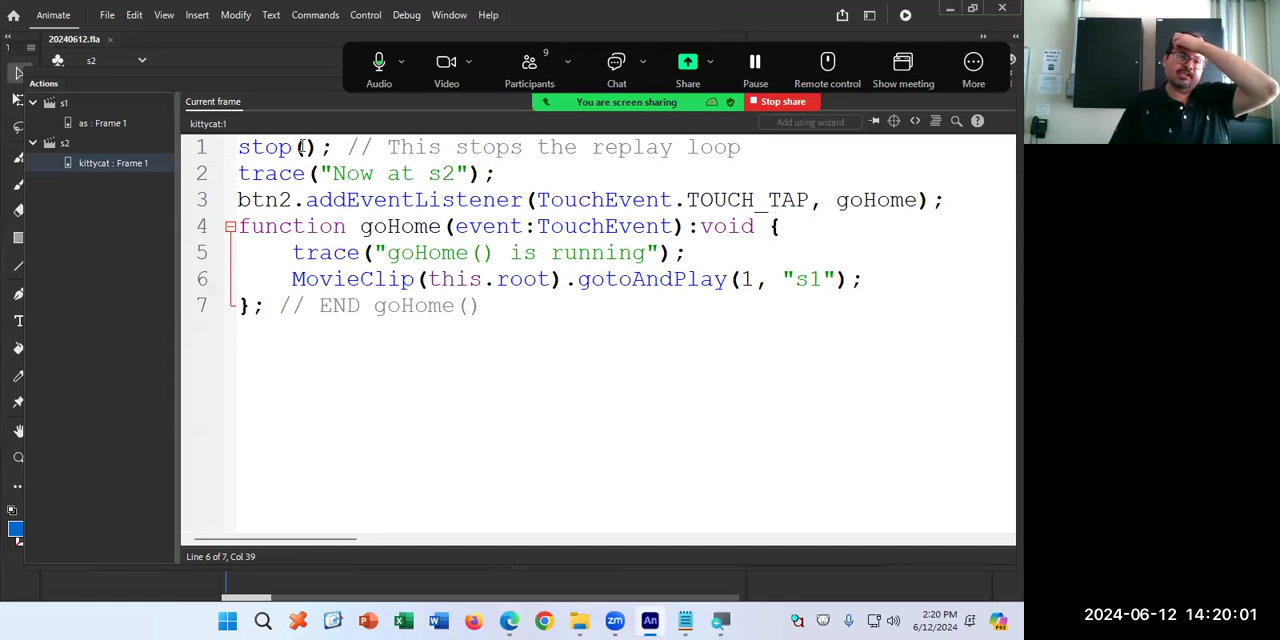 Animate File Edit View Insert Modify Text Commands Control Debug Window Help
20240612.fla
s2
Actions
s1
as : Frame 1
s2
kittycat : Frame 1
9
Audio Video Participants Chat Share Pause Remote control Show meeting More
You are screen sharing Stop share
Current frame
kittycat:1
Add using wizard
1 stop(); // This stops the replay loop
2 trace("Now at s2");
3 btn2.addEventListener(TouchEvent.TOUCH_TAP, goHome);
4 function goHome(event:TouchEvent):void {
5 trace("goHome() is running");
6 MovieClip(this.root).gotoAndPlay(1, "s1");
7 }; // END goHome()
Line 6 of 7, Col 39
2:20 PM
6/12/2024
2024-06-12 14:20:01